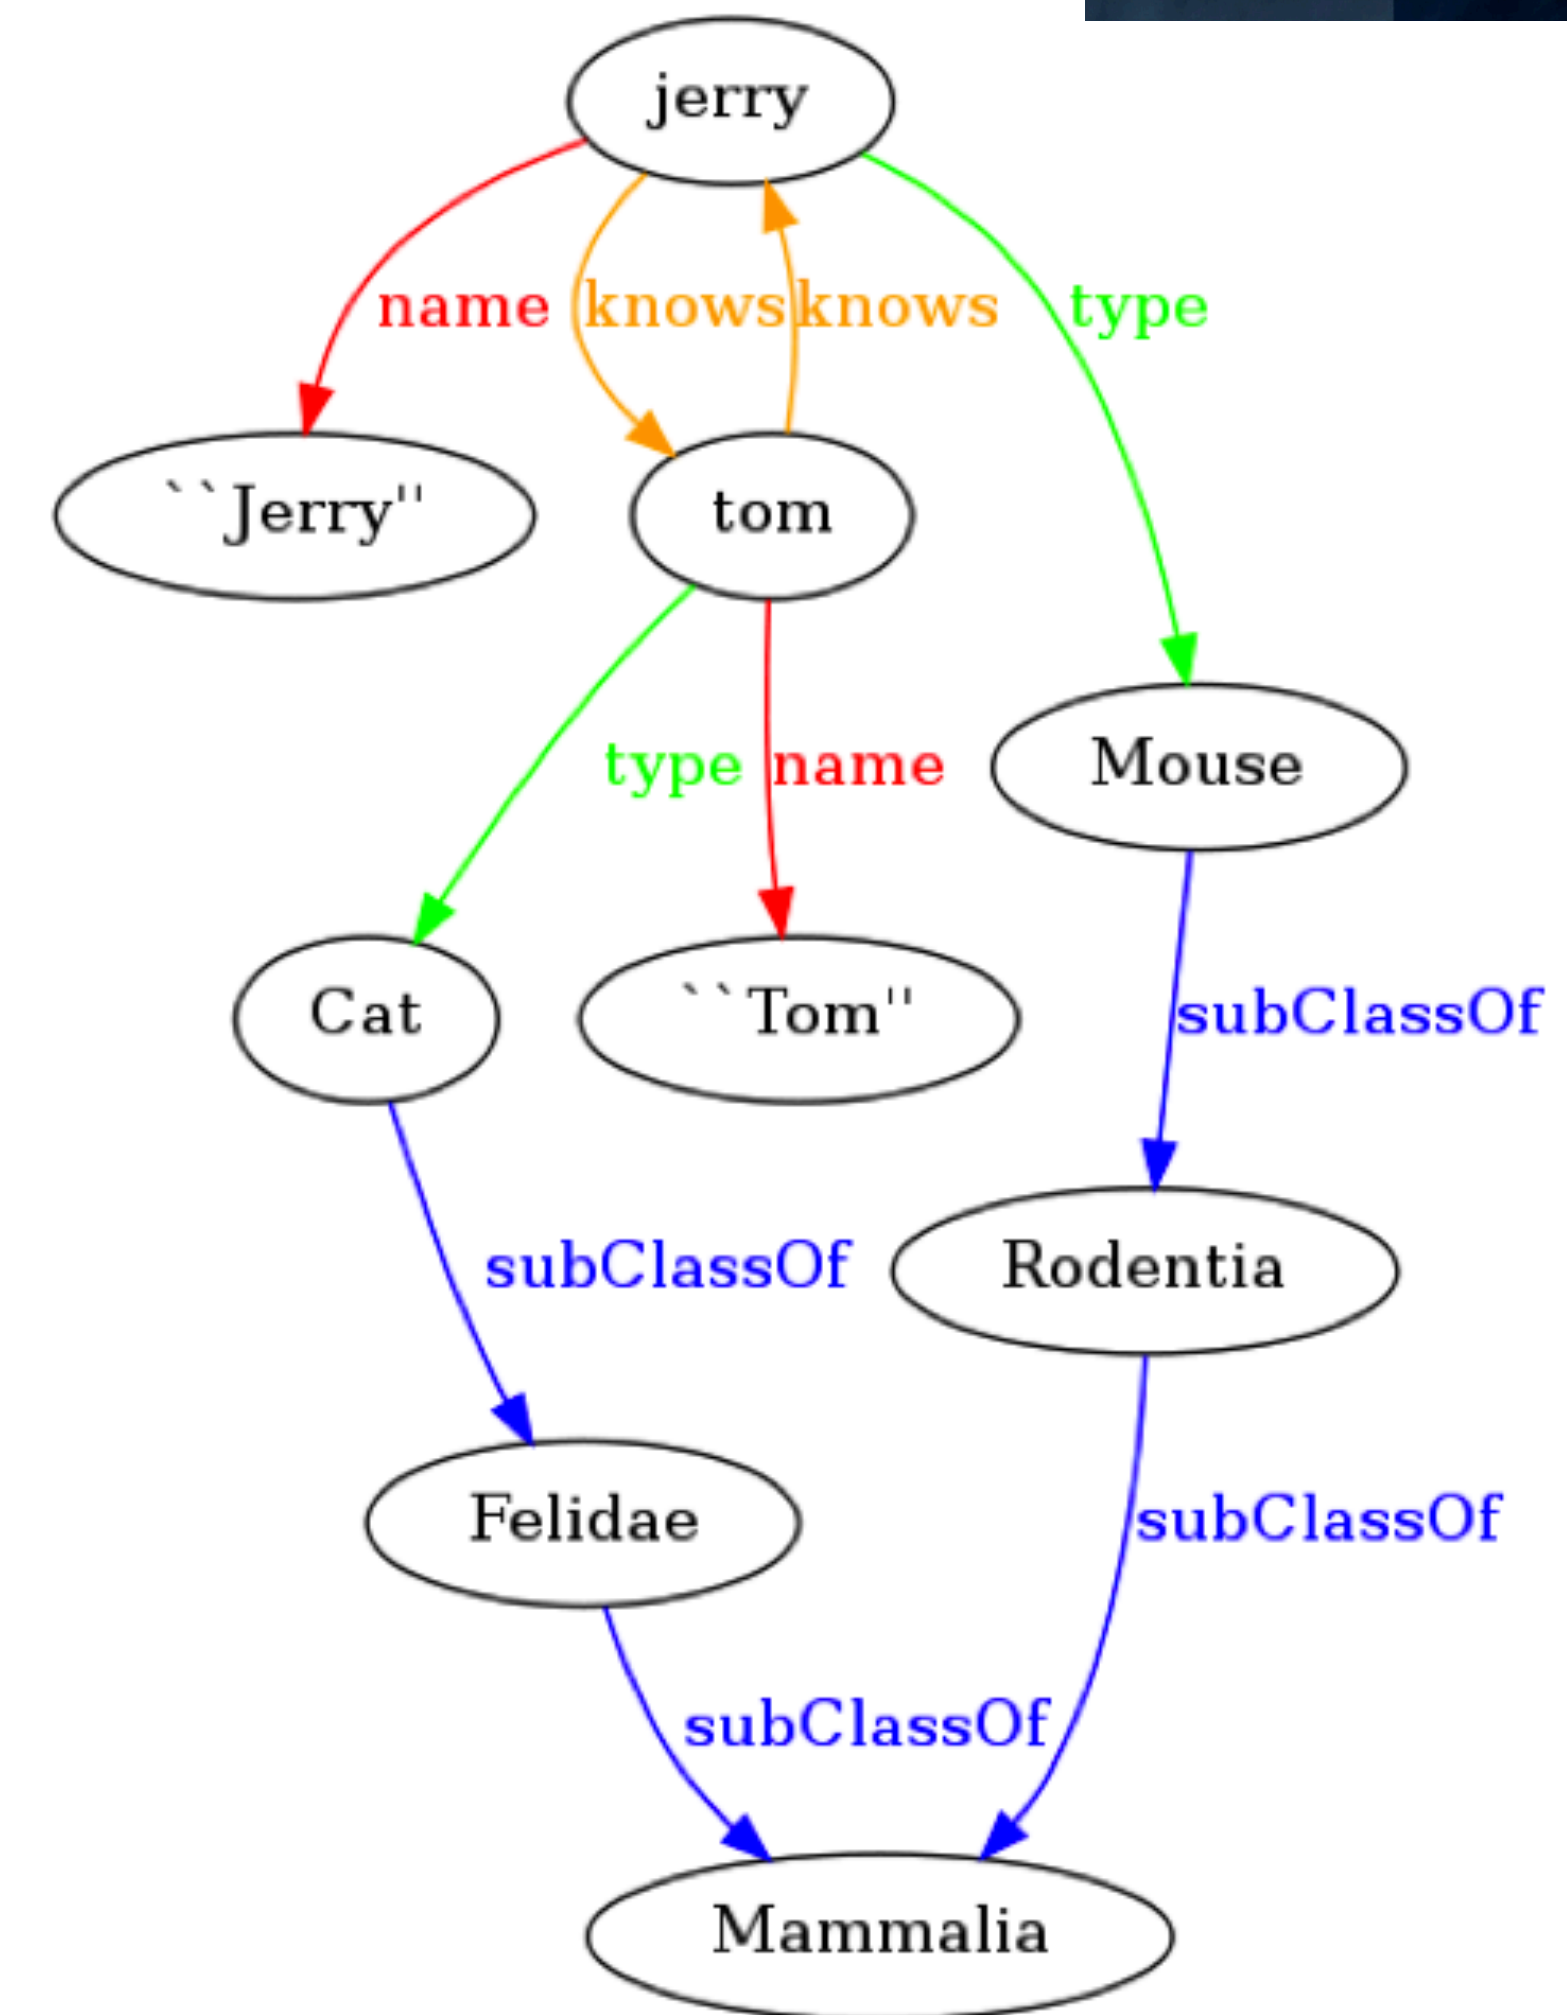 jerry
name
knows
knows
type
``Jerry''
tom
Mouse
type
name
Cat
``Tom''
subClassOf
subClassOf
Rodentia
Felidae
subClassOf
subClassOf
Mammalia